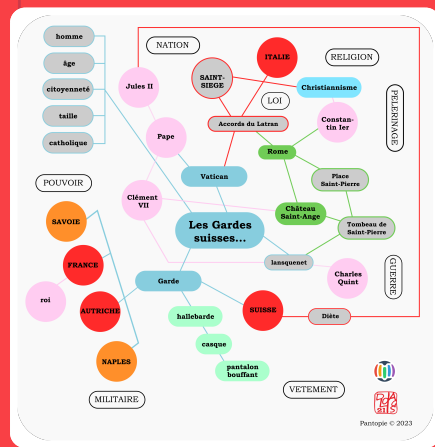 homme
NATION
ITALIE
RELIGION
âge
SAINT-
SIEGE
Jules II
citoyenneté
Christiannisme
LOI
taille
Accords du Latran
Constan-
tin Ier
PELERINAGE
catholique
Pape
Rome
Vatican
Place
Saint-Pierre
POUVOIR
Clément
VII
Château
Saint-Ange
SAVOIE
Les Gardes
suisses...
Tombeau de
Saint-Pierre
FRANCE
lansquenet
GUERRE
Garde
Charles
Quint
roi
AUTRICHE
hallebarde
SUISSE
Diète
casque
NAPLES
pantalon
bouffant
MILITAIRE
VETEMENT
Pantopie © 2023